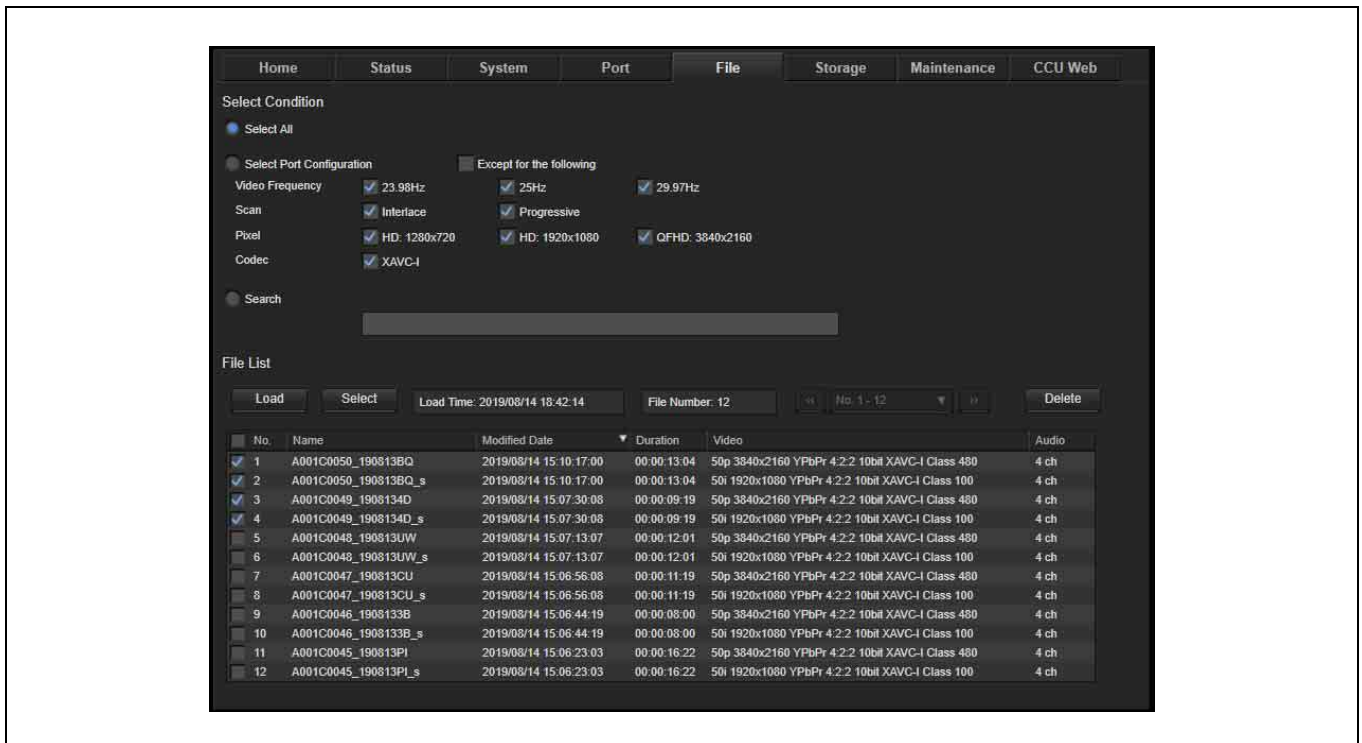 Home Status System Port File Storage Maintenance CCU Web
Select Condition
Select All
Select Port Configuration Except for the following
Video Frequency 23.98Hz 25Hz 29.97Hz
Scan Interlace Progressive
Pixel HD: 1280x720 HD: 1920x1080 QFHD: 3840x2160
Codec XAVC-I
Search
File List
Load Select Load Time: 2019/08/14 18:42:14 File Number: 12 No. 1 - 12 Delete
No. Name Modified Date Duration Video Audio
1 A001C0050_190813BQ 2019/08/14 15:10:17:00 00:00:13:04 50p 3840x2160 YPbPr 4:2:2 10bit XAVC-I Class 480 4 ch
2 A001C0050_190813BQ_s 2019/08/14 15:10:17:00 00:00:13:04 50i 1920x1080 YPbPr 4:2:2 10bit XAVC-I Class 100 4 ch
3 A001C0049_1908134D 2019/08/14 15:07:30:08 00:00:09:19 50p 3840x2160 YPbPr 4:2:2 10bit XAVC-I Class 480 4 ch
4 A001C0049_1908134D_s 2019/08/14 15:07:30:08 00:00:09:19 50i 1920x1080 YPbPr 4:2:2 10bit XAVC-I Class 100 4 ch
5 A001C0048_190813UW 2019/08/14 15:07:13:07 00:00:12:01 50p 3840x2160 YPbPr 4:2:2 10bit XAVC-I Class 480 4 ch
6 A001C0048_190813UW_s 2019/08/14 15:07:13:07 00:00:12:01 50i 1920x1080 YPbPr 4:2:2 10bit XAVC-I Class 100 4 ch
7 A001C0047_190813CU 2019/08/14 15:06:56:08 00:00:11:19 50p 3840x2160 YPbPr 4:2:2 10bit XAVC-I Class 480 4 ch
8 A001C0047_190813CU_s 2019/08/14 15:06:56:08 00:00:11:19 50i 1920x1080 YPbPr 4:2:2 10bit XAVC-I Class 100 4 ch
9 A001C0046_1908133B 2019/08/14 15:06:44:19 00:00:08:00 50p 3840x2160 YPbPr 4:2:2 10bit XAVC-I Class 480 4 ch
10 A001C0046_1908133B_s 2019/08/14 15:06:44:19 00:00:08:00 50i 1920x1080 YPbPr 4:2:2 10bit XAVC-I Class 100 4 ch
11 A001C0045_190813PI 2019/08/14 15:06:23:03 00:00:16:22 50p 3840x2160 YPbPr 4:2:2 10bit XAVC-I Class 480 4 ch
12 A001C0045_190813PI_s 2019/08/14 15:06:23:03 00:00:16:22 50i 1920x1080 YPbPr 4:2:2 10bit XAVC-I Class 100 4 ch